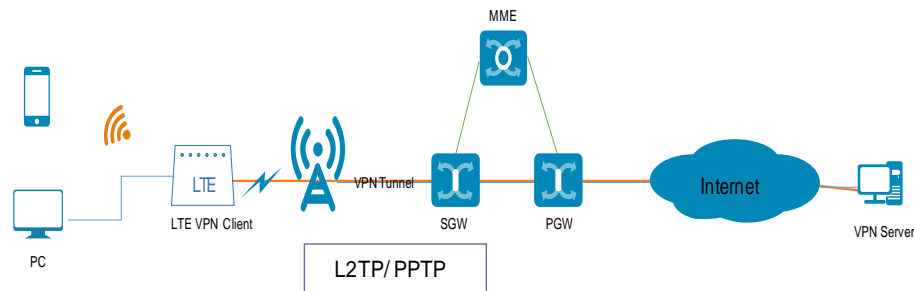 MME
LTE
VPN Tunnel
Internet
LTE VPN Client
SGW
PGW
VPN Server
PC
L2TP/ PPTP